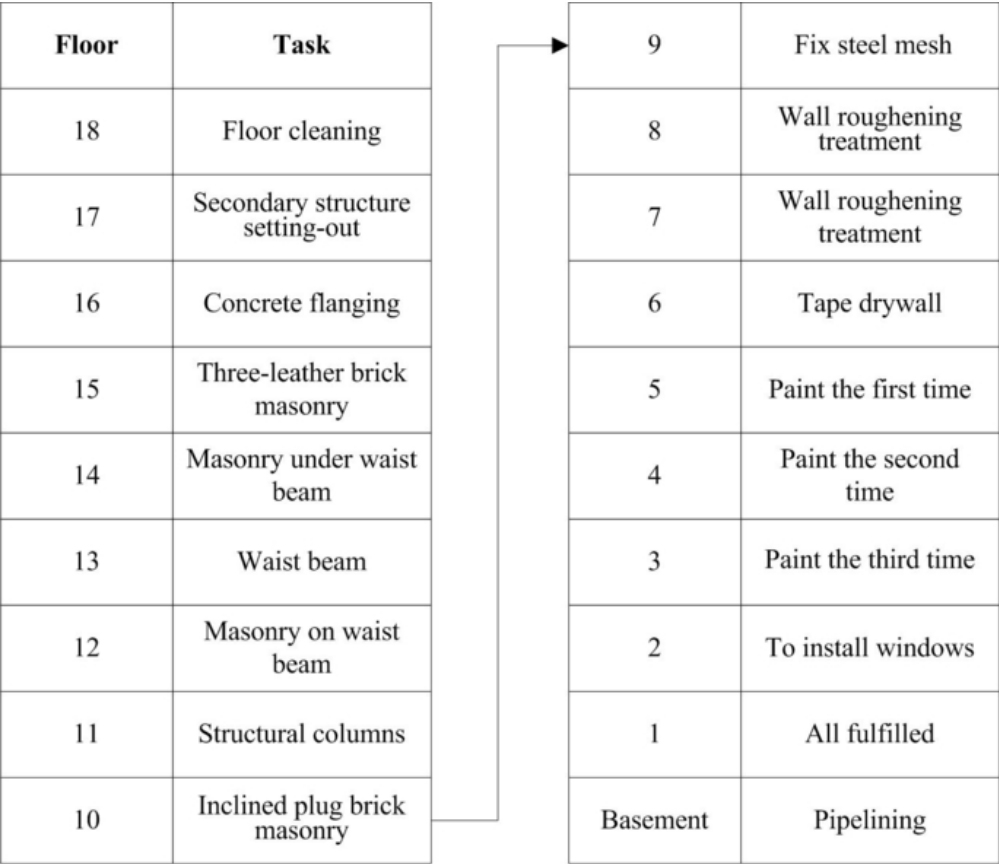 Floor Task
18 Floor cleaning
17 Secondary structure
setting-out
16 Concrete flanging
15 Three-leather brick
masonry
14 Masonry under waist
beam
13 Waist beam
12 Masonry on waist
beam
11 Structural columns
10 Inclined plug brick
masonry
9 Fix steel mesh
8 Wall roughening
treatment
7 Wall roughening
treatment
6 Tape drywall
5 Paint the first time
4 Paint the second
time
3 Paint the third time
2 To install windows
1 All fulfilled
Basement Pipelining